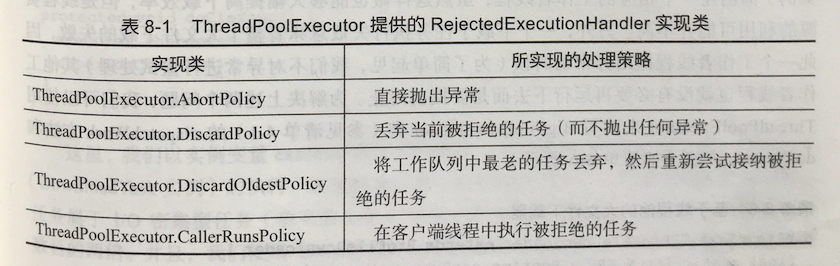 表 8-1 ThreadPoolExecutor 提供的 RejectedExecutionHandler 实现类
实现类 所实现的处理策略
ThreadPoolExecutor.AbortPolicy 直接抛出异常
ThreadPoolExecutor.DiscardPolicy 丢弃当前被拒绝的任务（而不抛出任何异常）
ThreadPoolExecutor.DiscardOldestPolicy 将工作队列中最老的任务丢弃，然后重新尝试接纳被拒
绝的任务
ThreadPoolExecutor.CallerRunsPolicy 在客户端线程中执行被拒绝的任务